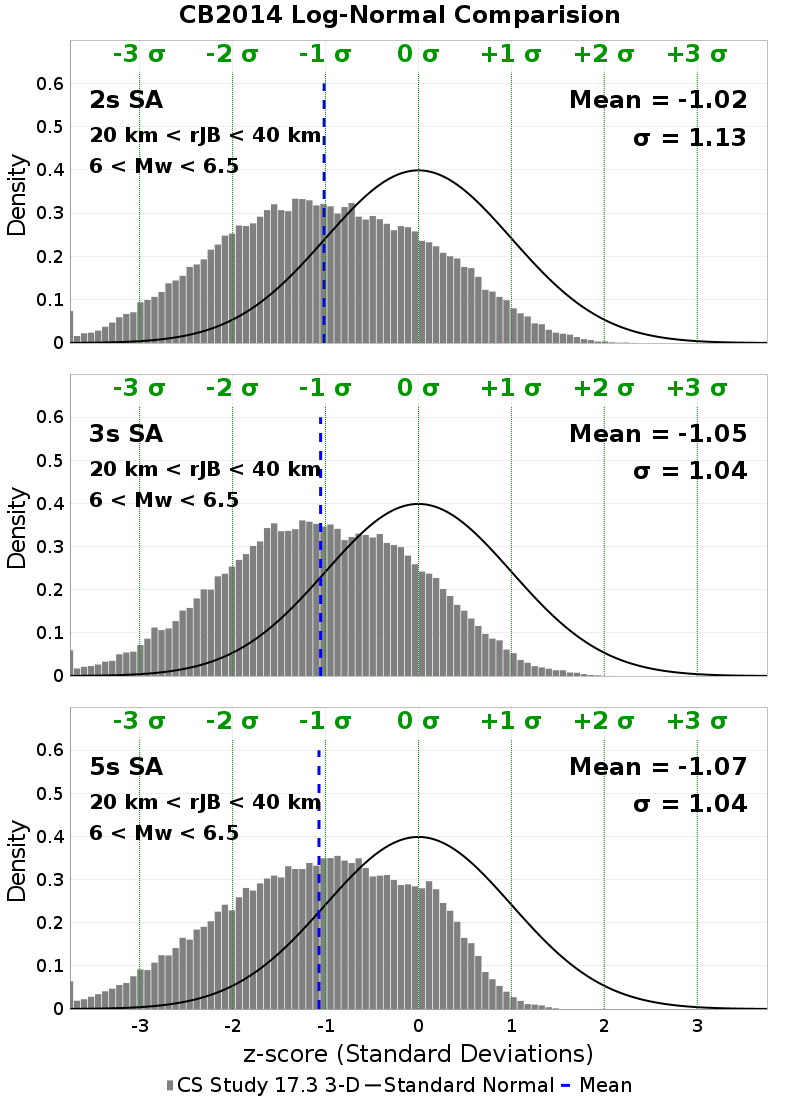 CB2014 Log-Normal Comparision
-3 σ -2 σ -1 σ 0 σ +1 σ +2 σ +3 σ
2s SA
Mean = -1.02
20 km < rJB < 40 km
σ = 1.13
6 < Mw < 6.5
Density
0.6
0.5
0.4
0.3
0.2
0.1
0
-3 σ -2 σ -1 σ 0 σ +1 σ +2 σ +3 σ
3s SA
Mean = -1.05
20 km < rJB < 40 km
σ = 1.04
6 < Mw < 6.5
Density
0.6
0.5
0.4
0.3
0.2
0.1
0
-3 σ -2 σ -1 σ 0 σ +1 σ +2 σ +3 σ
5s SA
Mean = -1.07
20 km < rJB < 40 km
σ = 1.04
6 < Mw < 6.5
Density
0.6
0.5
0.4
0.3
0.2
0.1
0
-3 -2 -1 0 1 2 3
z-score (Standard Deviations)
CS Study 17.3 3-D Standard Normal Mean